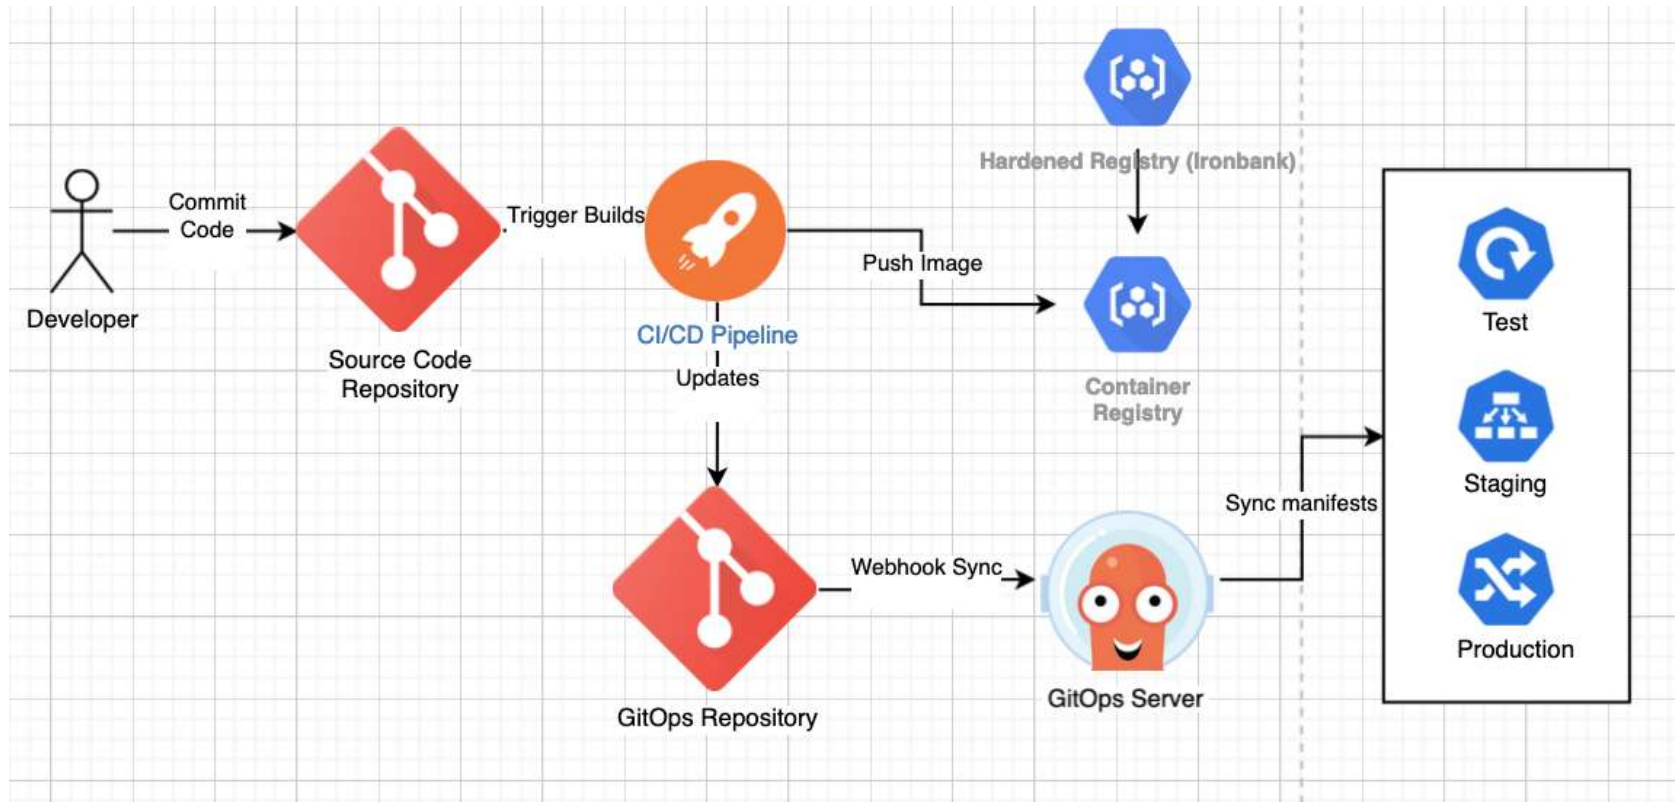 Hardened Registry (Ironbank)
Commit
Code
Trigger Builds
Push Image
Developer
Test
CI/CD Pipeline
Source Code
Repository
Updates
Container
Registry
Staging
Sync manifests
Webhook Sync
Production
GitOps Server
GitOps Repository